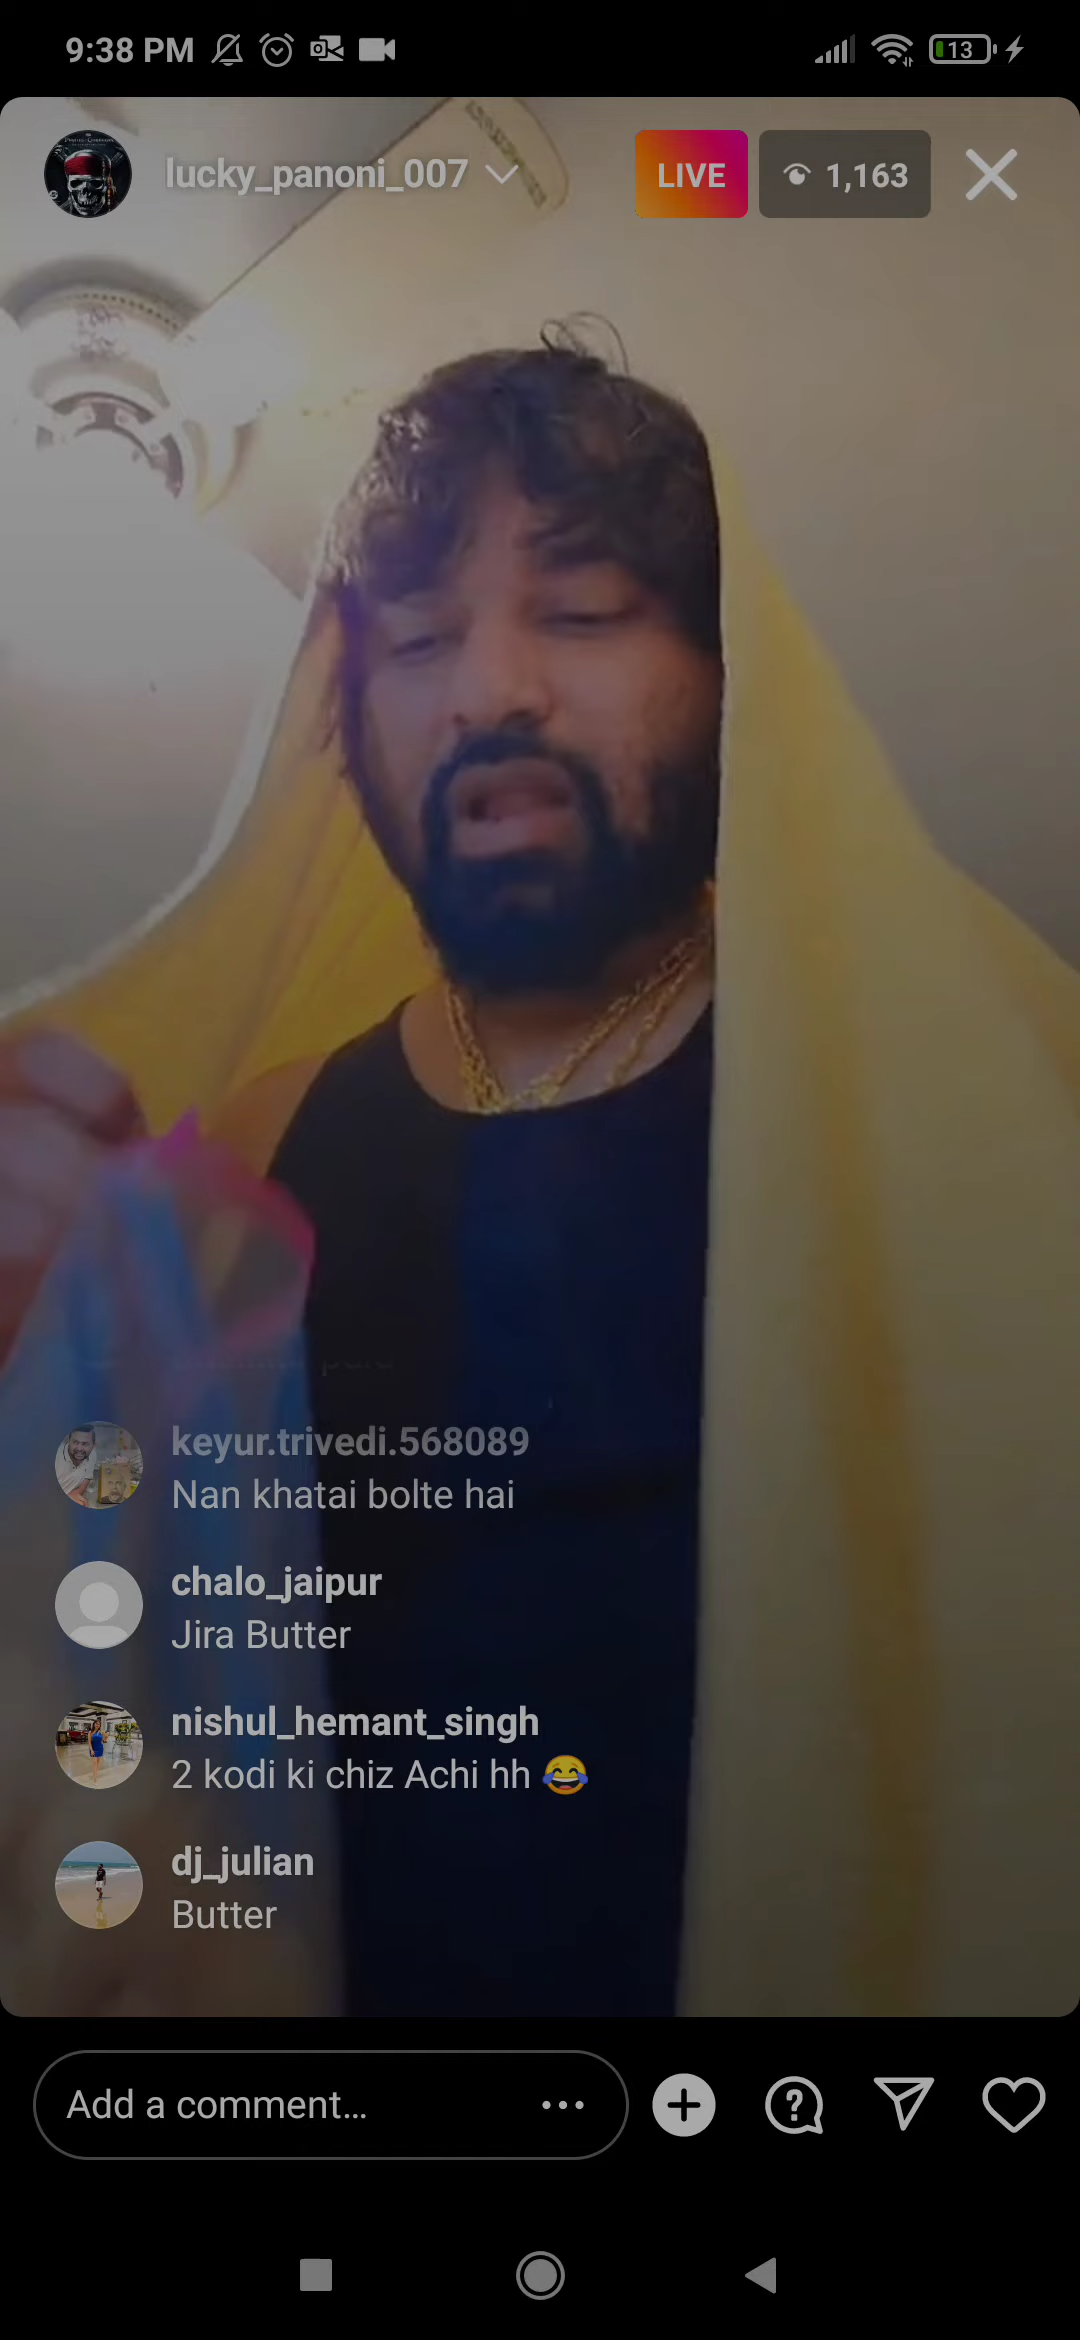 9:38 PM
13
lucky_panoni_007
LIVE
1,163
keyur.trivedi.568089
Nan khatai bolte hai
chalo_jaipur
Jira Butter
nishul_hemant_singh
2 kodi ki chiz Achi hh 😂
dj_julian
Butter
Add a comment...